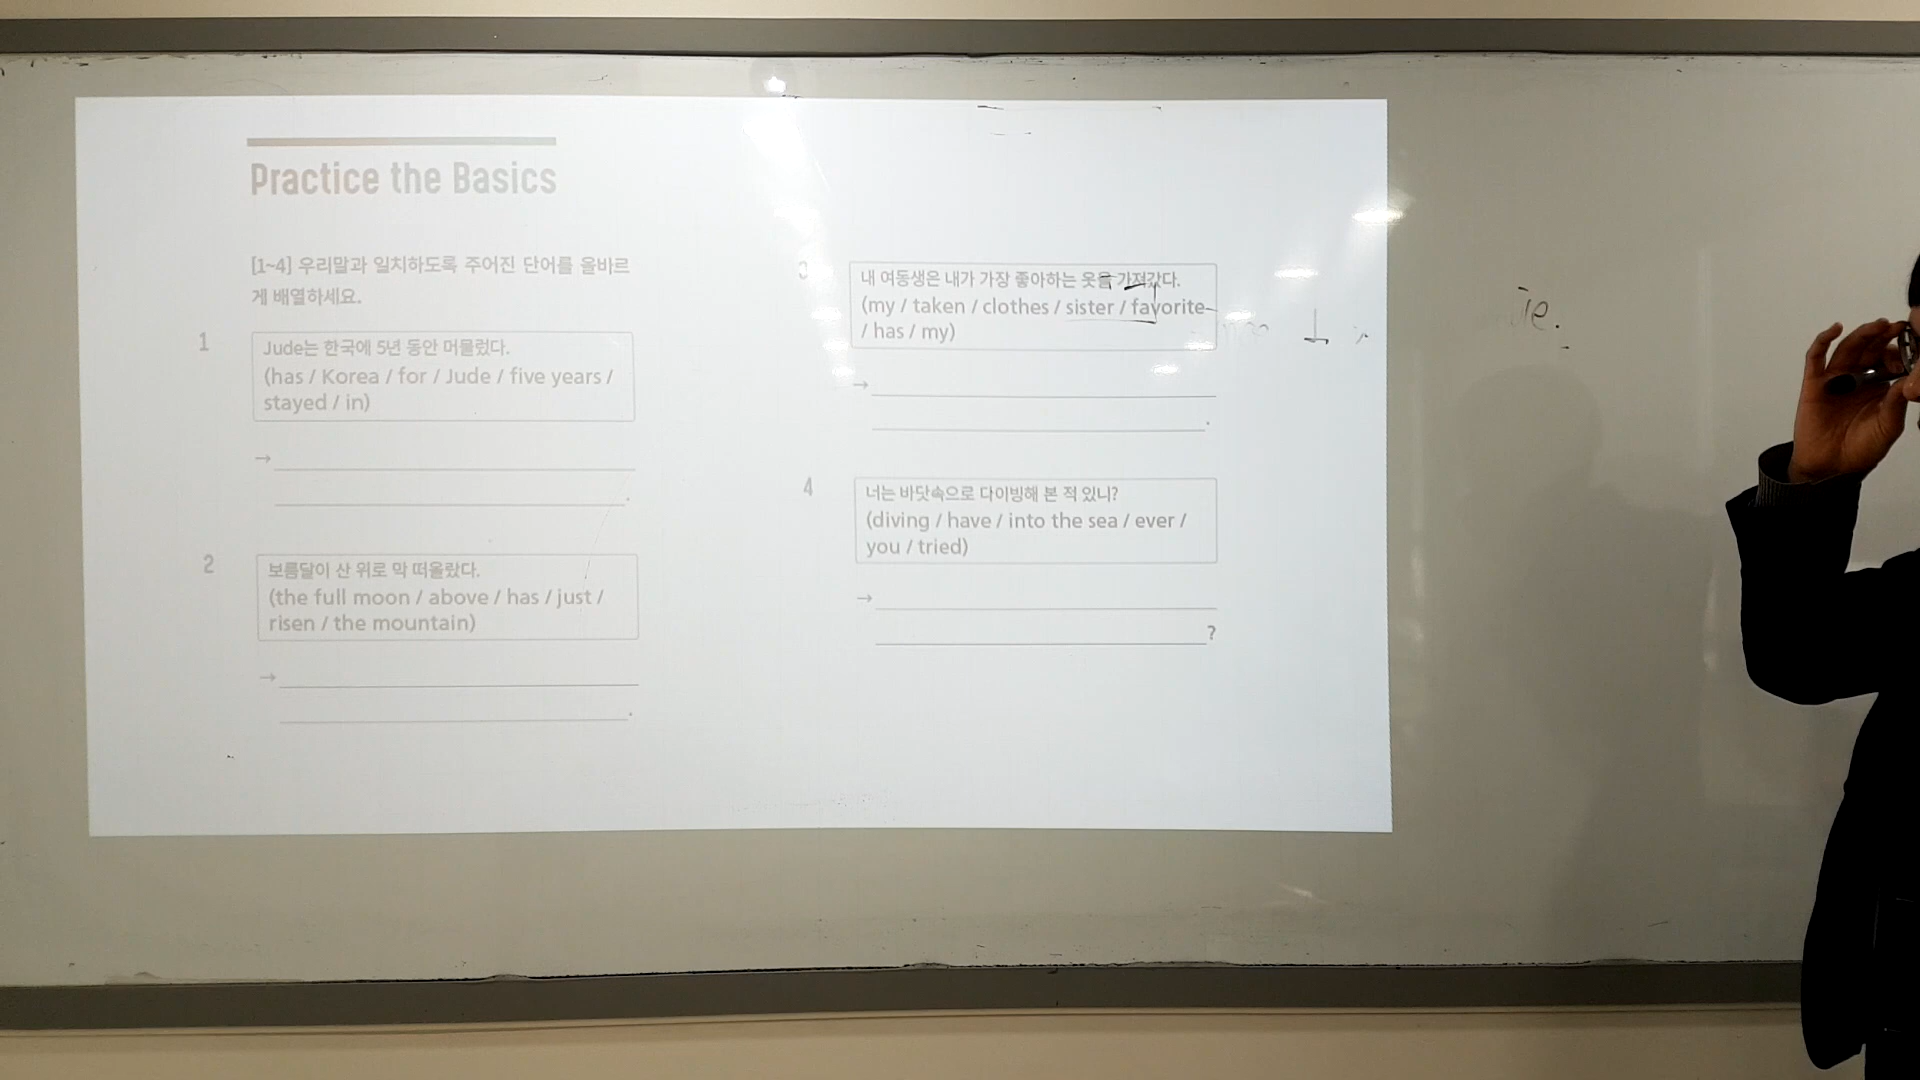 Practice the Basics
[1~4] 우리말과 일치하도록 주어진 단어를 올바르
게 배열하세요.
1
Jude는 한국에 5년 동안 머물렀다.
(has / Korea / for / Jude / five years /
stayed / in)
→
.
2
보름달이 산 위로 막 떠올랐다.
(the full moon / above / has / just /
risen / the mountain)
→
.
3
내 여동생은 내가 가장 좋아하는 옷을 가져갔다.
(my / taken / clothes / sister / favorite
/ has / my)
→
.
4
너는 바닷속으로 다이빙해 본 적 있니?
(diving / have / into the sea / ever /
you / tried)
→
?